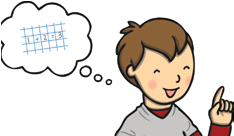 1 + 2 = 3